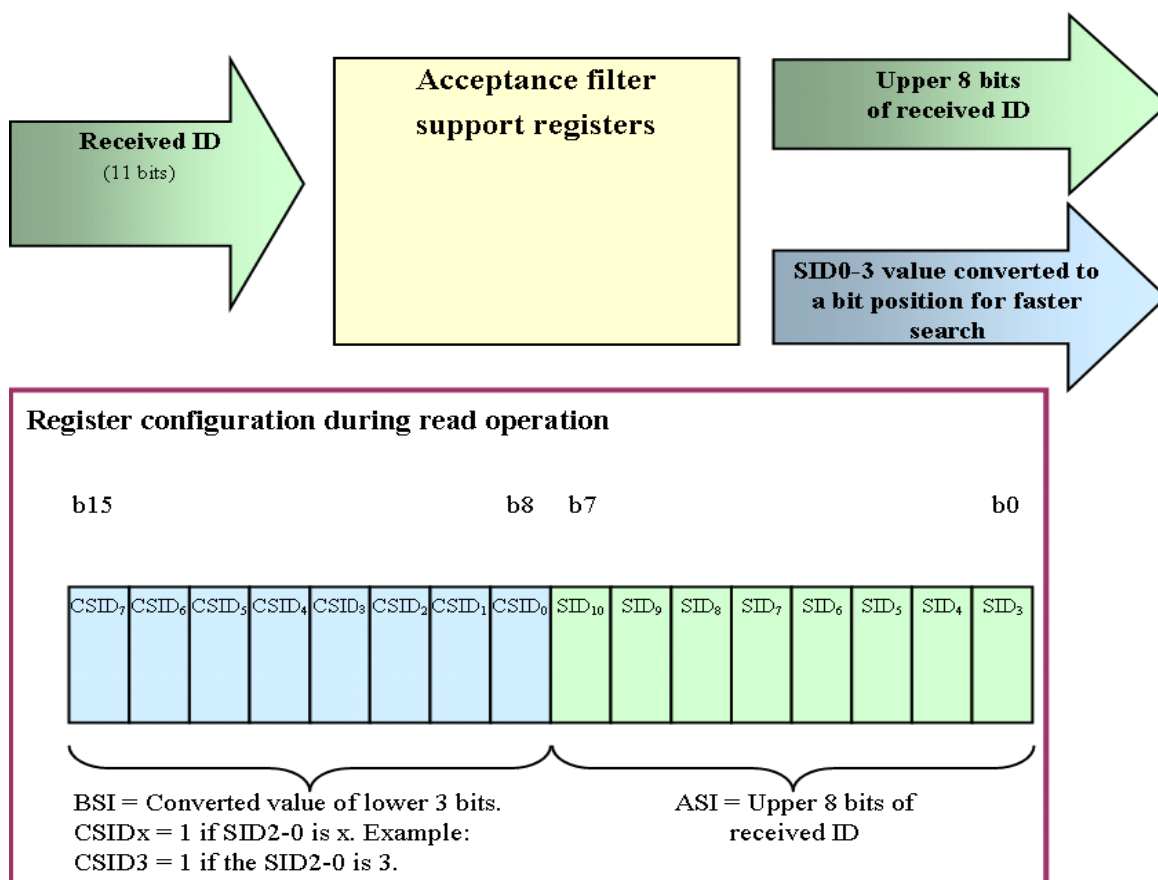 Received ID
(11 bits)
Acceptance filter
support registers
Upper 8 bits
of received ID
SID0-3 value converted to
a bit position for faster
search
Register configuration during read operation
b15 b8 b7 b0
CSID₇ CSID₆ CSID₅ CSID₄ CSID₃ CSID₂ CSID₁ CSID₀ SID₁₀ SID₉ SID₈ SID₇ SID₆ SID₅ SID₄ SID₃
BSI = Converted value of lower 3 bits.
CSIDx = 1 if SID2-0 is x. Example:
CSID3 = 1 if the SID2-0 is 3.
ASI = Upper 8 bits of
received ID